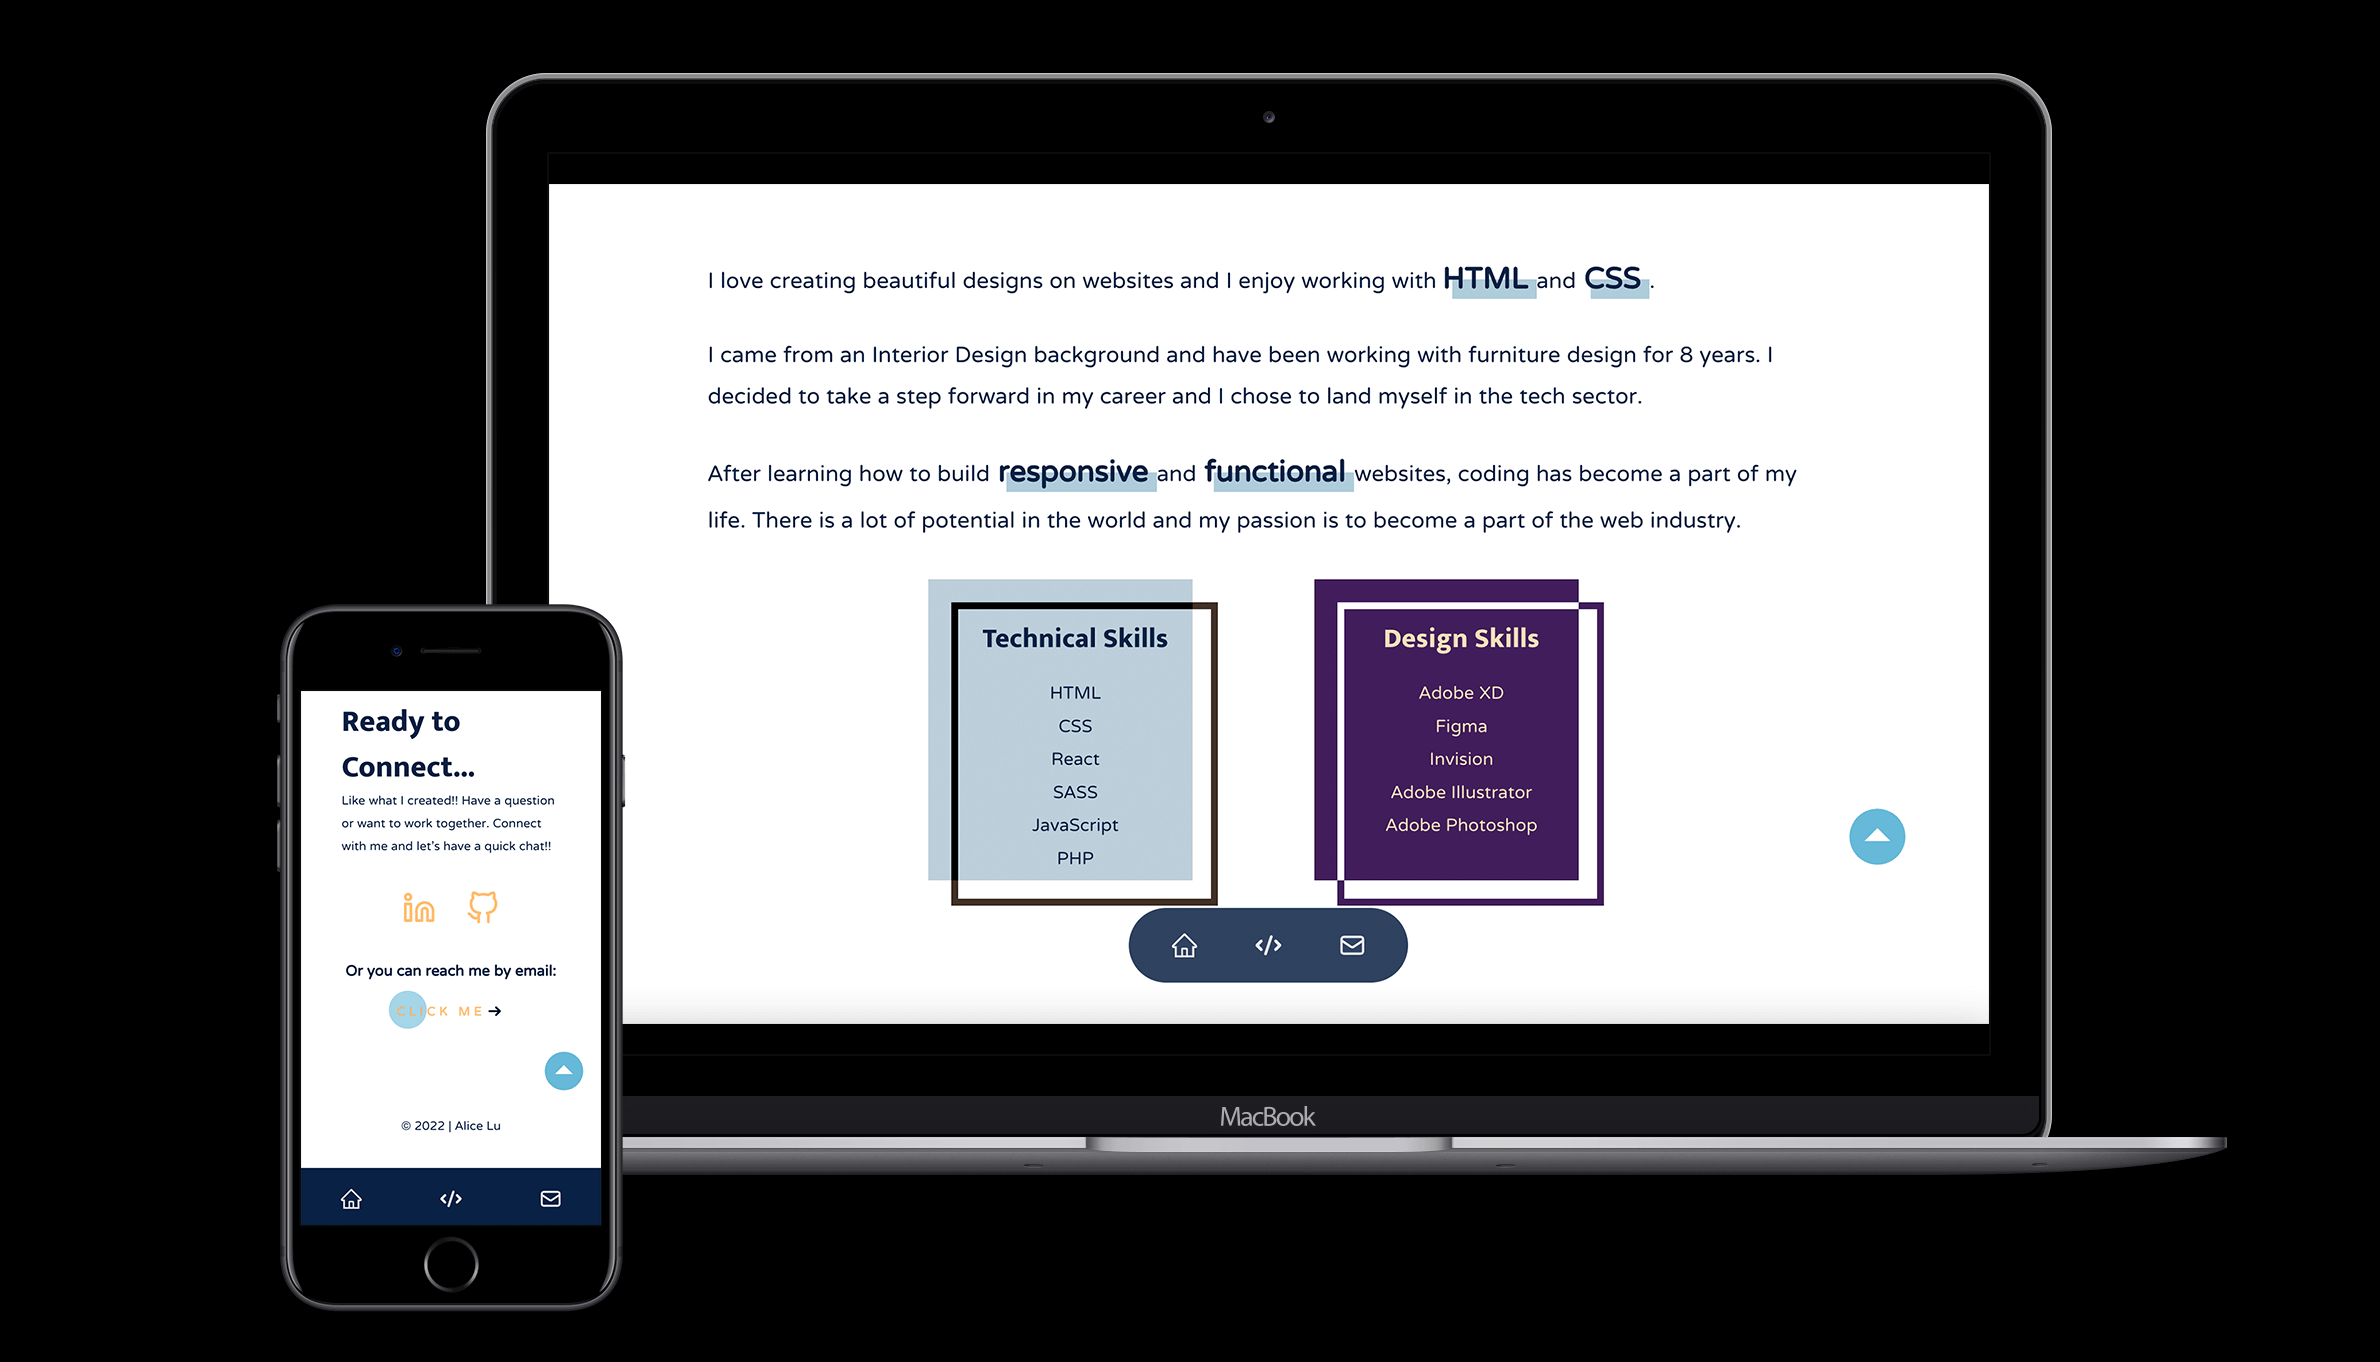 I love creating beautiful designs on websites and I enjoy working with HTML and CSS .
I came from an Interior Design background and have been working with furniture design for 8 years. I
decided to take a step forward in my career and I chose to land myself in the tech sector.
After learning how to build responsive and functional websites, coding has become a part of my
life. There is a lot of potential in the world and my passion is to become a part of the web industry.
Technical Skills
HTML
CSS
React
SASS
JavaScript
PHP
Design Skills
Adobe XD
Figma
Invision
Adobe Illustrator
Adobe Photoshop
MacBook
Ready to
Connect...
Like what I created!! Have a question
or want to work together. Connect
with me and let's have a quick chat!!
in
Or you can reach me by email:
CLICK ME →
© 2022 | Alice Lu